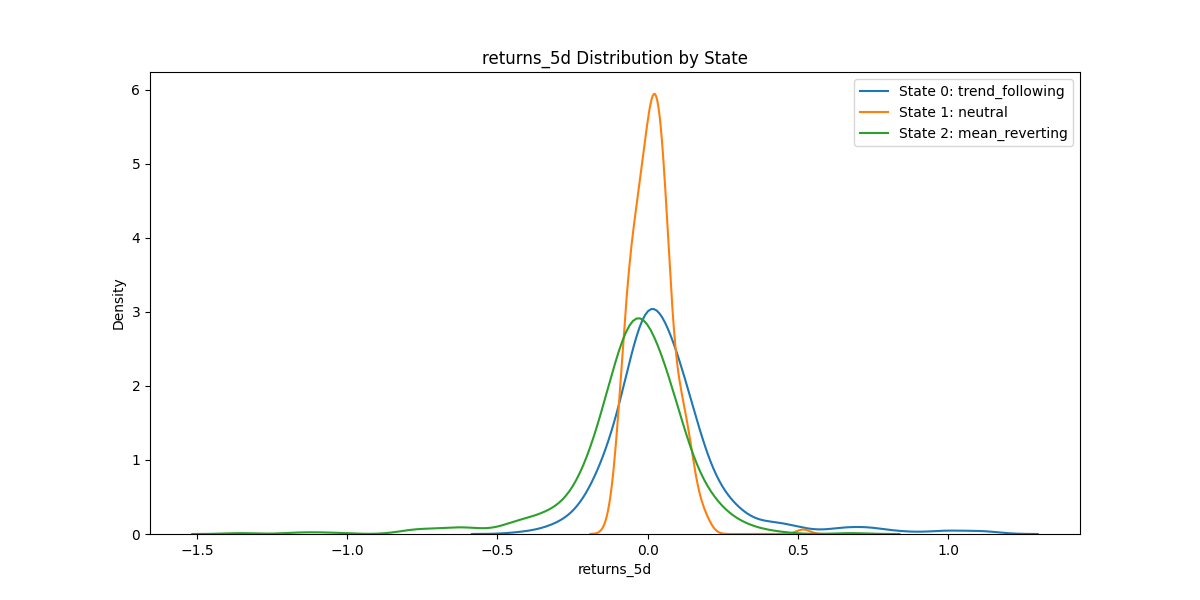 returns_5d Distribution by State
State 0: trend_following
State 1: neutral
State 2: mean_reverting
Density
6
5
4
3
2
1
0
−1.5 −1.0 −0.5 0.0 0.5 1.0
returns_5d